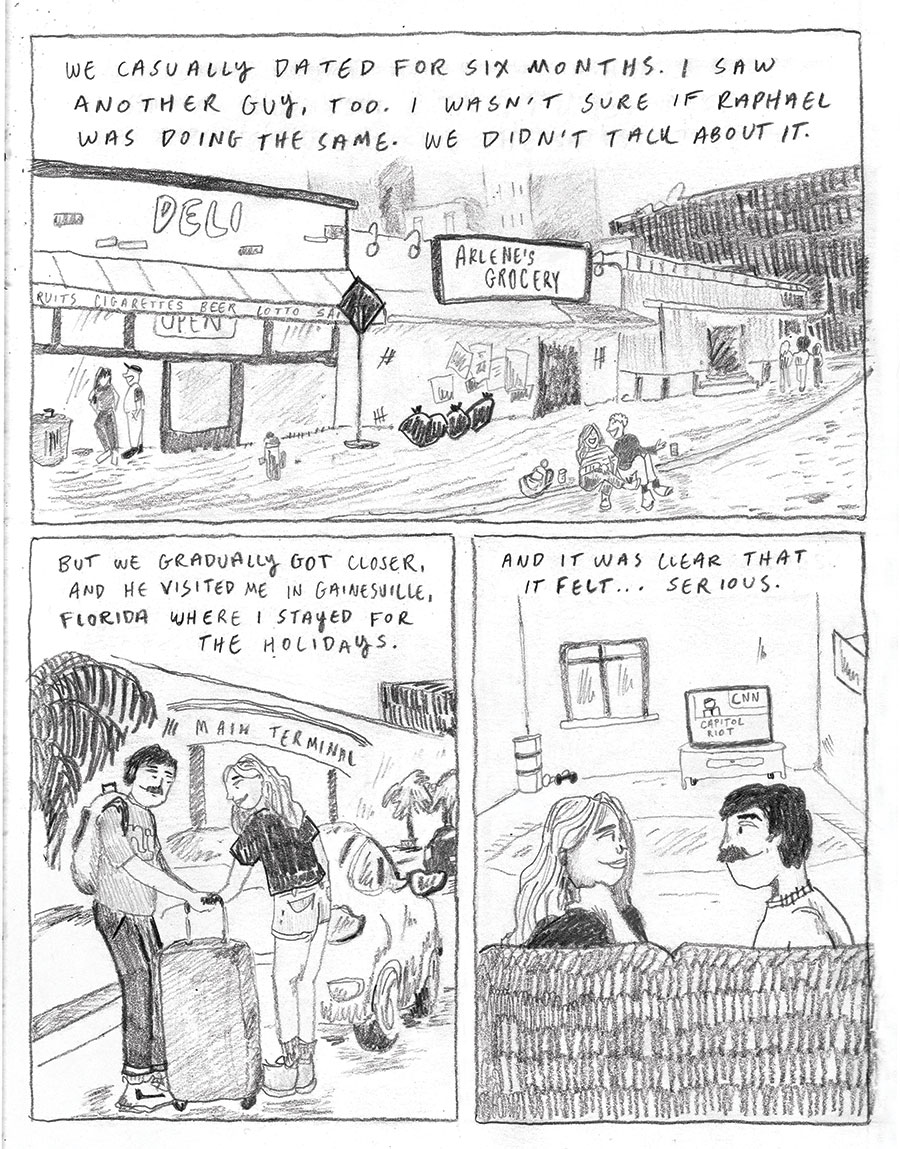 WE CASUALLY DATED FOR SIX MONTHS. I SAW
ANOTHER GUY, TOO. I WASN'T SURE IF RAPHAEL
WAS DOING THE SAME. WE DIDN'T TALK ABOUT IT.
DELI
ARLENE'S
GROCERY
RUITS CIGARETTES BEER LOTTO SA
OPEN
BUT WE GRADUALLY GOT CLOSER,
AND HE VISITED ME IN GAINESVILLE,
FLORIDA WHERE I STAYED FOR
THE HOLIDAYS.
MAIN TERMINAL
AND IT WAS CLEAR THAT
IT FELT... SERIOUS.
CNN
CAPITOL
RIOT